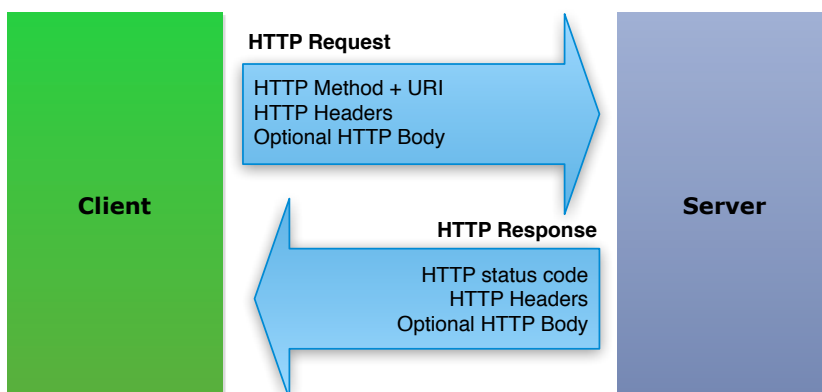 HTTP Request
HTTP Method + URI
HTTP Headers
Optional HTTP Body
Client
Server
HTTP Response
HTTP status code
HTTP Headers
Optional HTTP Body